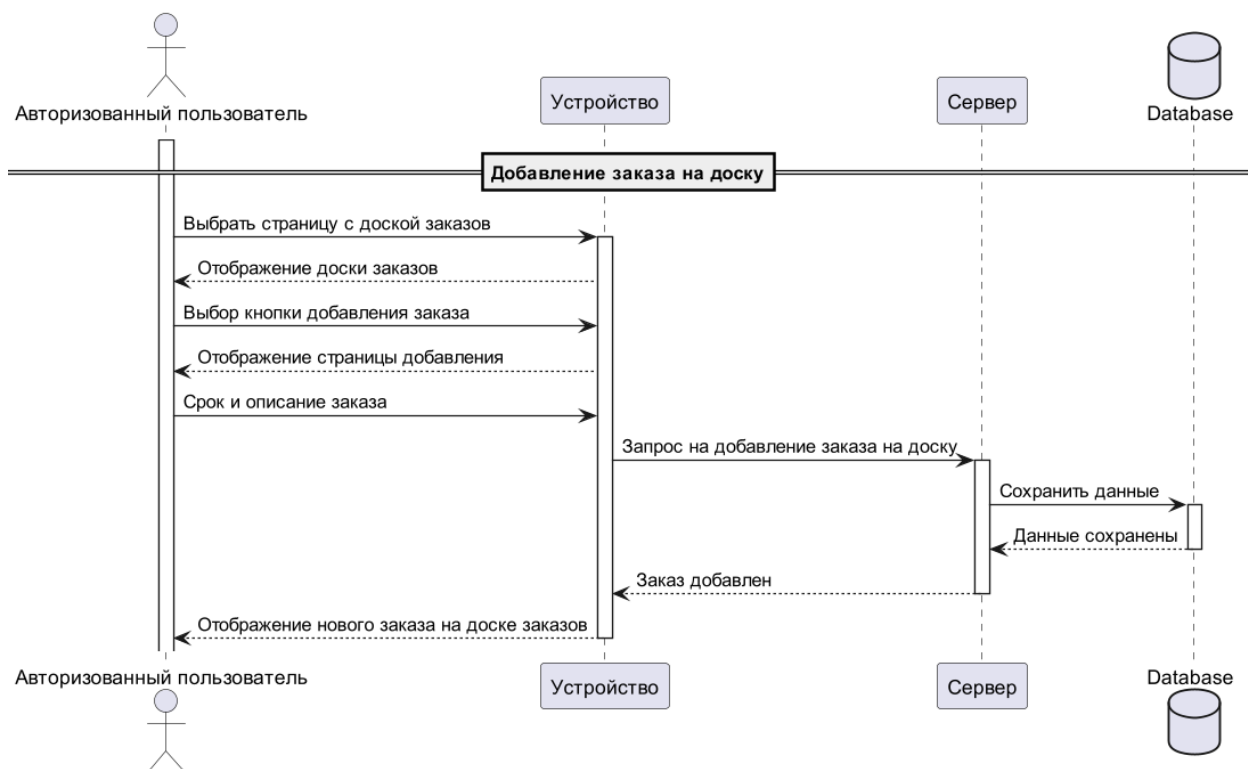 Авторизованный пользователь
Устройство
Сервер
Database
Добавление заказа на доску
Выбрать страницу с доской заказов
Отображение доски заказов
Выбор кнопки добавления заказа
Отображение страницы добавления
Срок и описание заказа
Запрос на добавление заказа на доску
Сохранить данные
Данные сохранены
Заказ добавлен
Отображение нового заказа на доске заказов
Авторизованный пользователь
Устройство
Сервер
Database